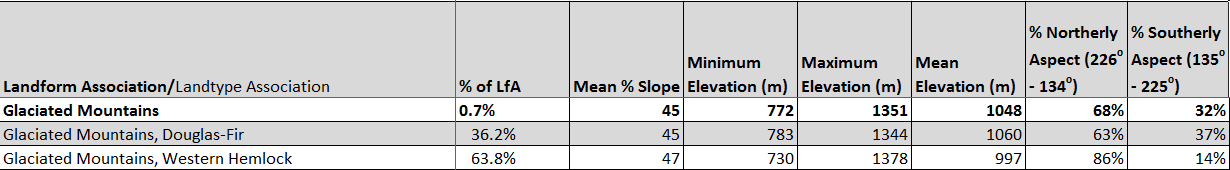 Landform Association/Landtype Association | % of LfA | Mean % Slope | Minimum Elevation (m) | Maximum Elevation (m) | Mean Elevation (m) | % Northerly Aspect (226° - 134°) | % Southerly Aspect (135° - 225°)
Glaciated Mountains | 0.7% | 45 | 772 | 1351 | 1048 | 68% | 32%
Glaciated Mountains, Douglas-Fir | 36.2% | 45 | 783 | 1344 | 1060 | 63% | 37%
Glaciated Mountains, Western Hemlock | 63.8% | 47 | 730 | 1378 | 997 | 86% | 14%